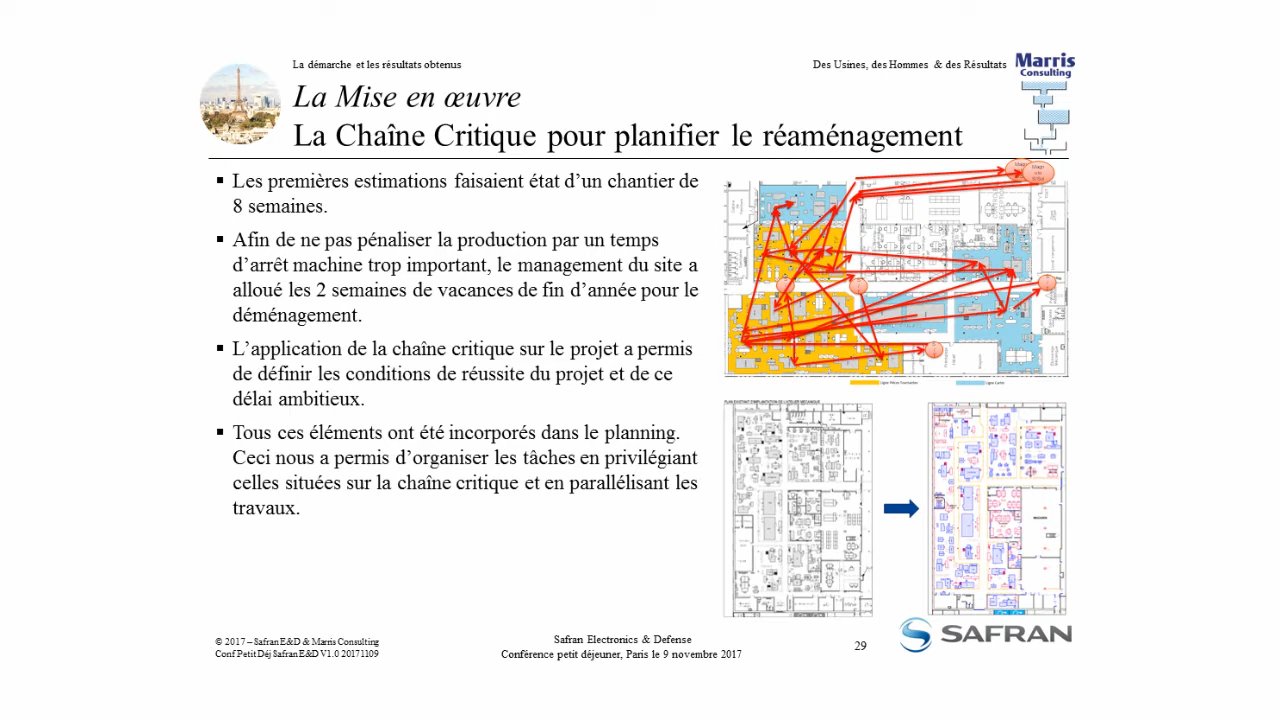 La démarche et les résultats obtenus
Des Usines, des Hommes & des Résultats
Marris
Consulting
La Mise en œuvre
La Chaîne Critique pour planifier le réaménagement
Les premières estimations faisaient état d’un chantier de
8 semaines.
Afin de ne pas pénaliser la production par un temps
d’arrêt machine trop important, le management du site a
alloué les 2 semaines de vacances de fin d’année pour le
déménagement.
L’application de la chaîne critique sur le projet a permis
de définir les conditions de réussite du projet et de ce
délai ambitieux.
Tous ces éléments ont été incorporés dans le planning.
Ceci nous a permis d’organiser les tâches en privilégiant
celles situées sur la chaîne critique et en parallélisant les
travaux.
© 2017 – Safran E&D & Marris Consulting
Conf Petit Déj Safran E&D V1.0 20171109
Safran Electronics & Defense
Conférence petit déjeuner, Paris le 9 novembre 2017
29
SAFRAN